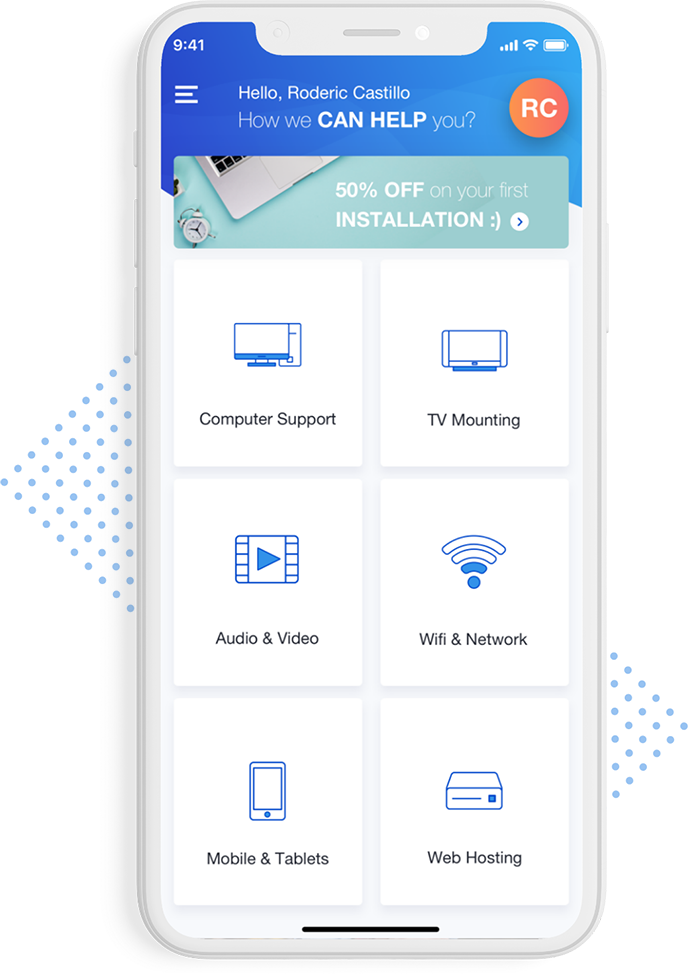 9:41
Hello, Roderic Castillo
RC
How we CAN HELP you?
50% OFF on your first
INSTALLATION :)
Computer Support
TV Mounting
Audio & Video
Wifi & Network
Mobile & Tablets
Web Hosting